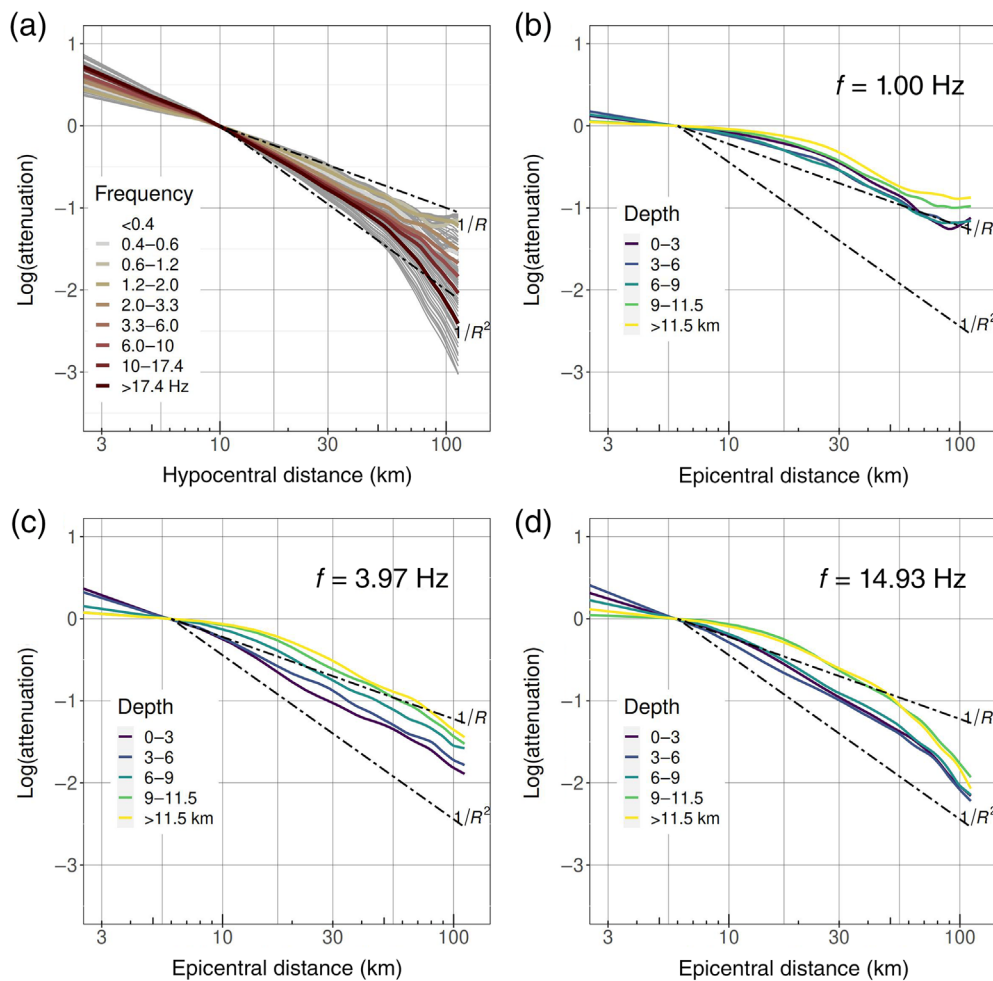 (a)
1
0
−1
−2
−3
Log(attenuation)
Frequency
<0.4
0.4−0.6
0.6−1.2
1.2−2.0
2.0−3.3
3.3−6.0
6.0−10
10−17.4
>17.4 Hz
1/R
1/R²
3 10 30 100
Hypocentral distance (km)
(b)
f = 1.00 Hz
1
0
−1
−2
−3
Log(attenuation)
Depth
0−3
3−6
6−9
9−11.5
>11.5 km
1/R
1/R²
3 10 30 100
Epicentral distance (km)
(c)
f = 3.97 Hz
1
0
−1
−2
−3
Log(attenuation)
Depth
0−3
3−6
6−9
9−11.5
>11.5 km
1/R
1/R²
3 10 30 100
Epicentral distance (km)
(d)
f = 14.93 Hz
1
0
−1
−2
−3
Log(attenuation)
Depth
0−3
3−6
6−9
9−11.5
>11.5 km
1/R
1/R²
3 10 30 100
Epicentral distance (km)